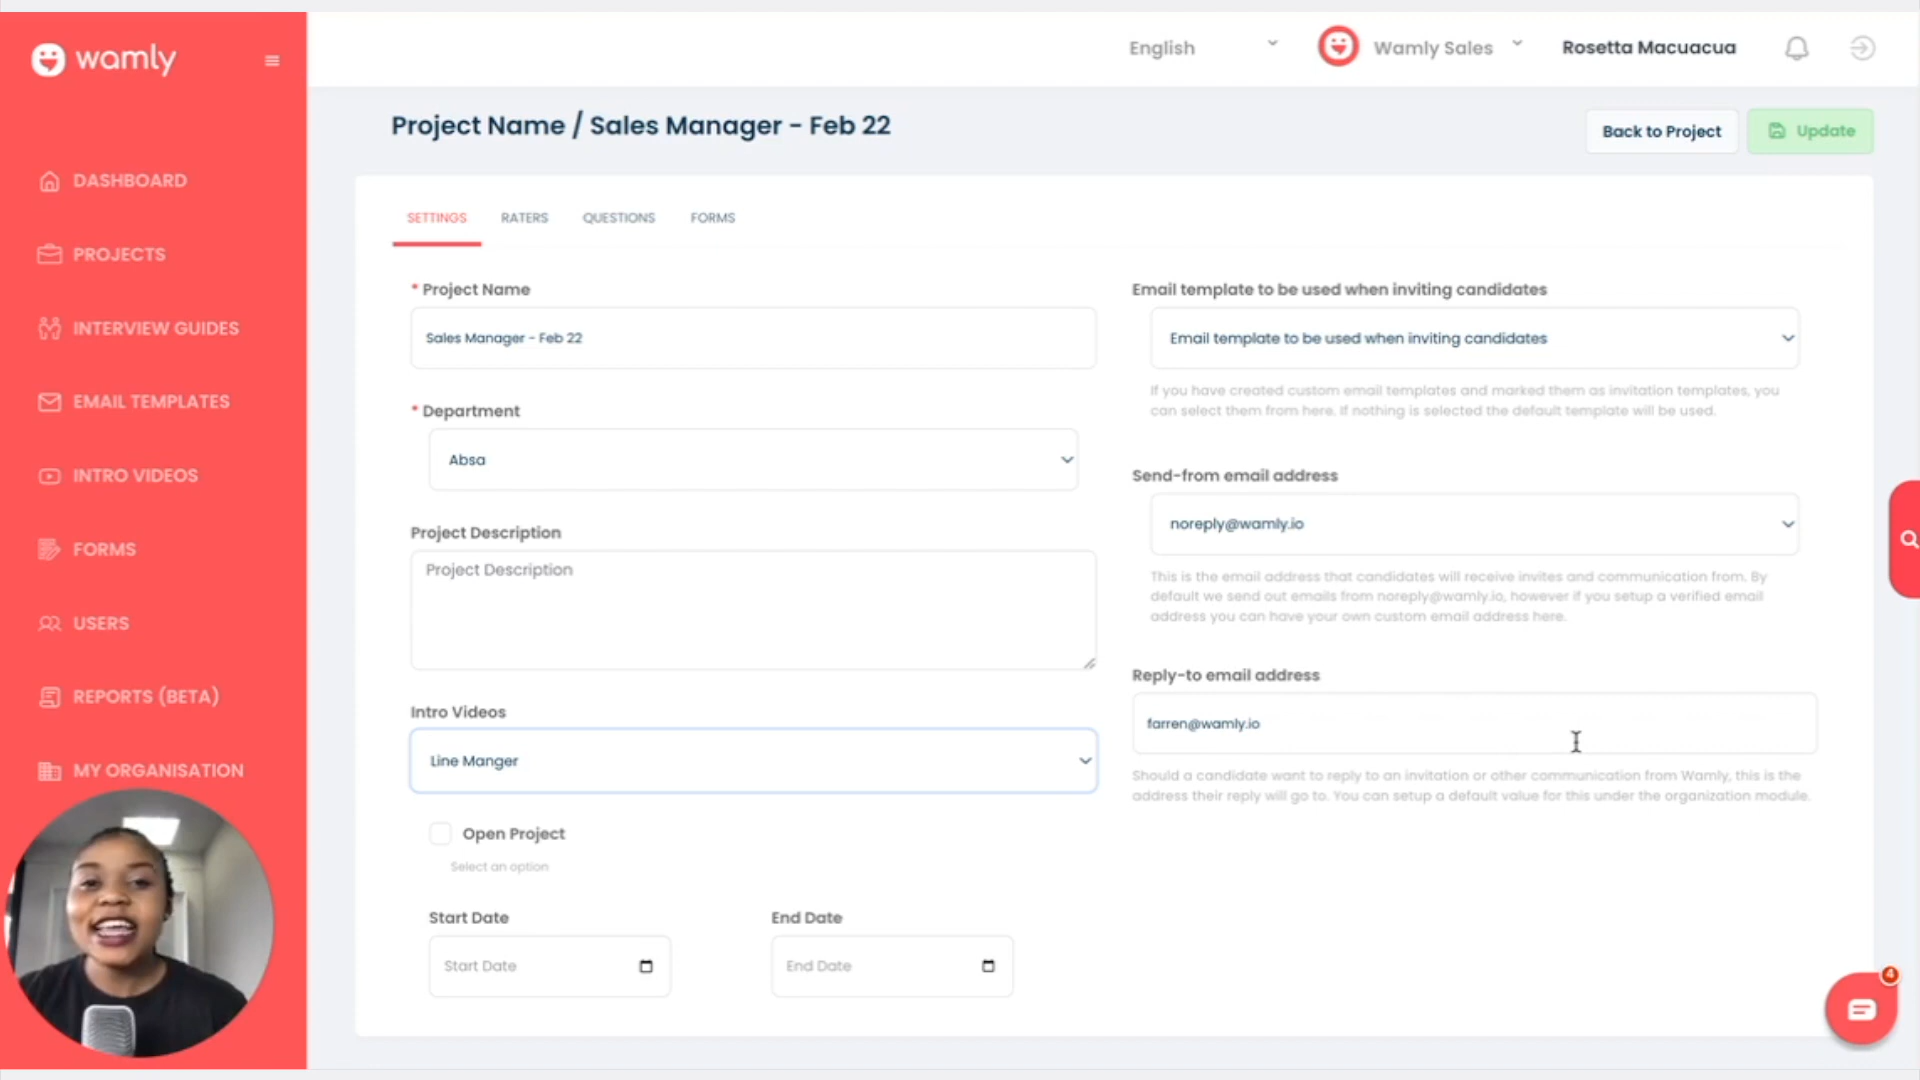 wamly
English
Wamly Sales
Rosetta Macuacua
Project Name / Sales Manager - Feb 22
Back to Project
Update
DASHBOARD
PROJECTS
INTERVIEW GUIDES
EMAIL TEMPLATES
INTRO VIDEOS
FORMS
USERS
REPORTS (BETA)
MY ORGANISATION
SETTINGS
RATERS
QUESTIONS
FORMS
* Project Name
Sales Manager - Feb 22
* Department
Absa
Project Description
Project Description
Intro Videos
Line Manger
Open Project
Select an option
Start Date
Start Date
End Date
End Date
Email template to be used when inviting candidates
Email template to be used when inviting candidates
If you have created custom email templates and marked them as invitation templates, you
can select them from here. If nothing is selected the default template will be used.
Send-from email address
noreply@wamly.io
This is the email address that candidates will receive invites and communication from. By
default we send out emails from noreply@wamly.io, however if you setup a verified email
address you can have your own custom email address here.
Reply-to email address
farren@wamly.io
Should a candidate want to reply to an invitation or other communication from Wamly, this is the
address their reply will go to. You can setup a default value for this under the organization module.
4